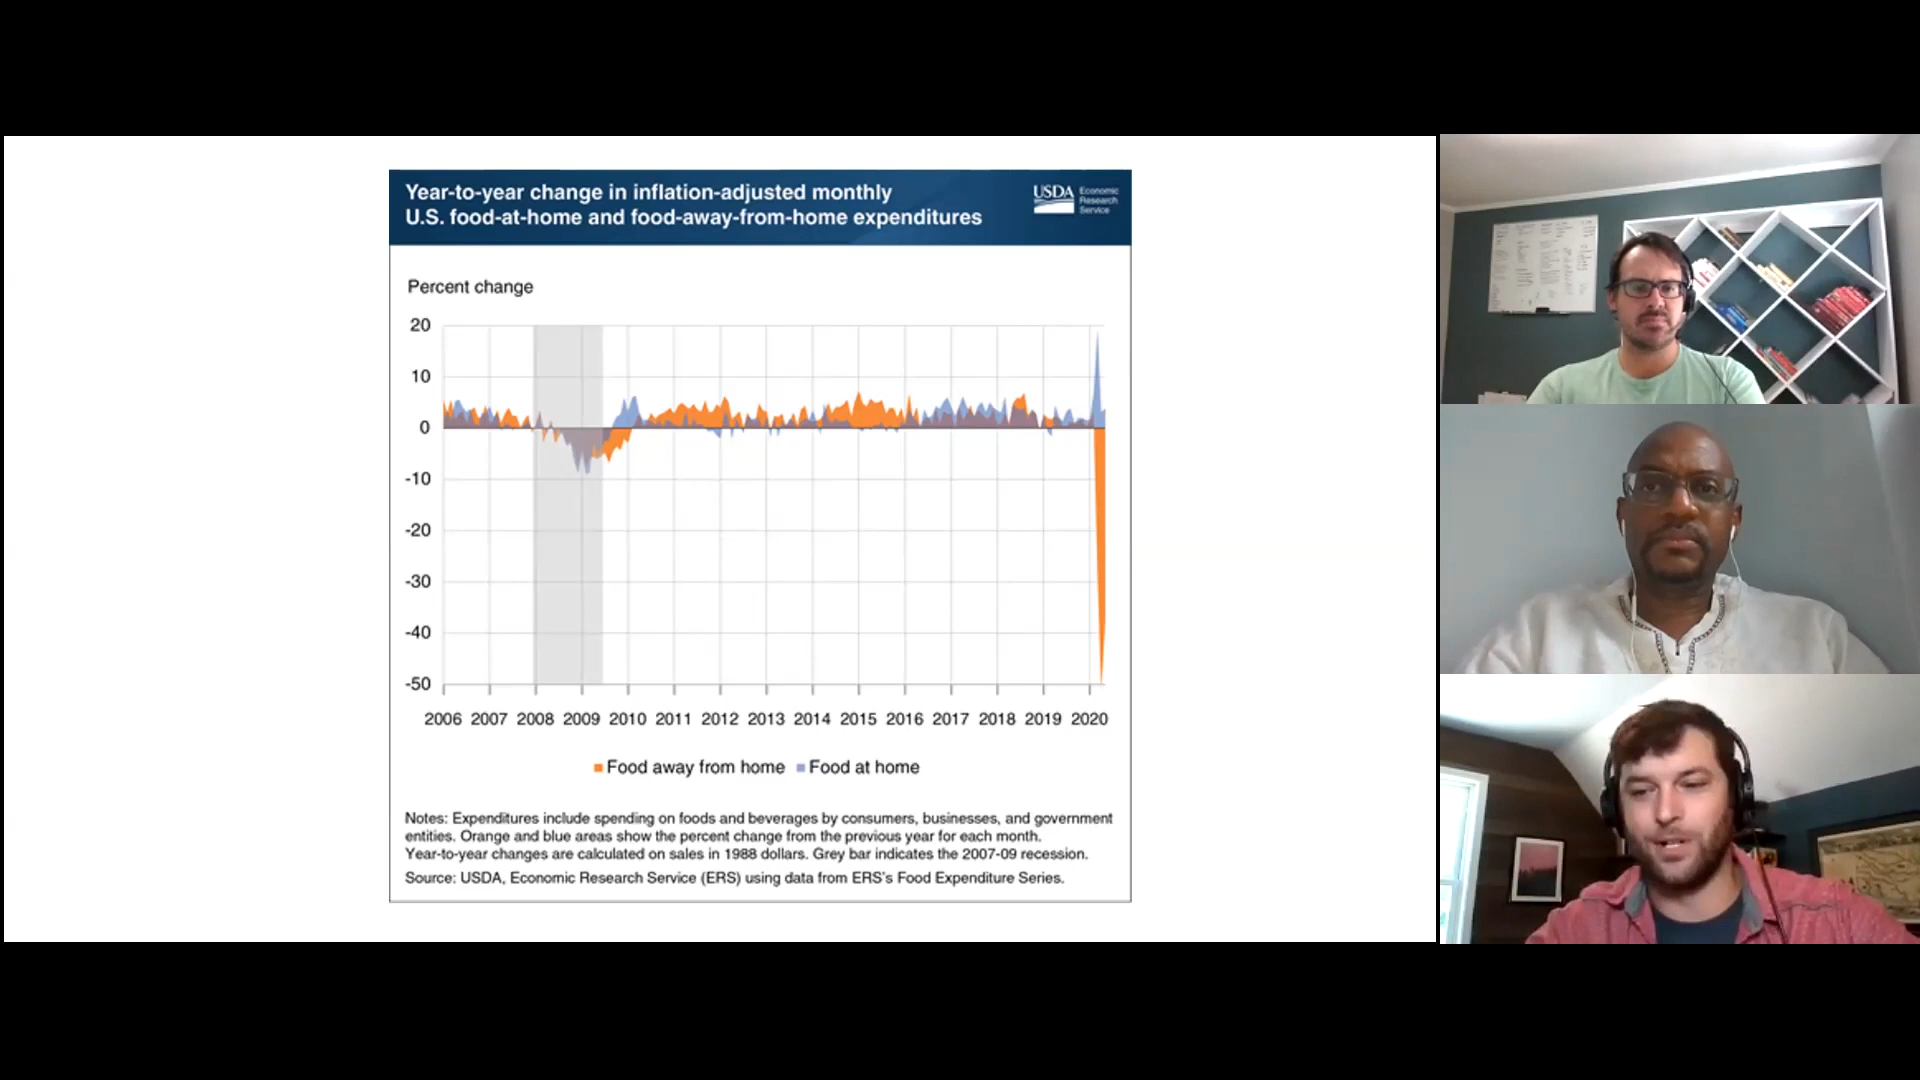 Year-to-year change in inflation-adjusted monthly
U.S. food-at-home and food-away-from-home expenditures
USDA Economic
Research
Service
Percent change
20
10
0
-10
-20
-30
-40
-50
2006 2007 2008 2009 2010 2011 2012 2013 2014 2015 2016 2017 2018 2019 2020
Food away from home Food at home
Notes: Expenditures include spending on foods and beverages by consumers, businesses, and government
entities. Orange and blue areas show the percent change from the previous year for each month.
Year-to-year changes are calculated on sales in 1988 dollars. Grey bar indicates the 2007-09 recession.
Source: USDA, Economic Research Service (ERS) using data from ERS's Food Expenditure Series.